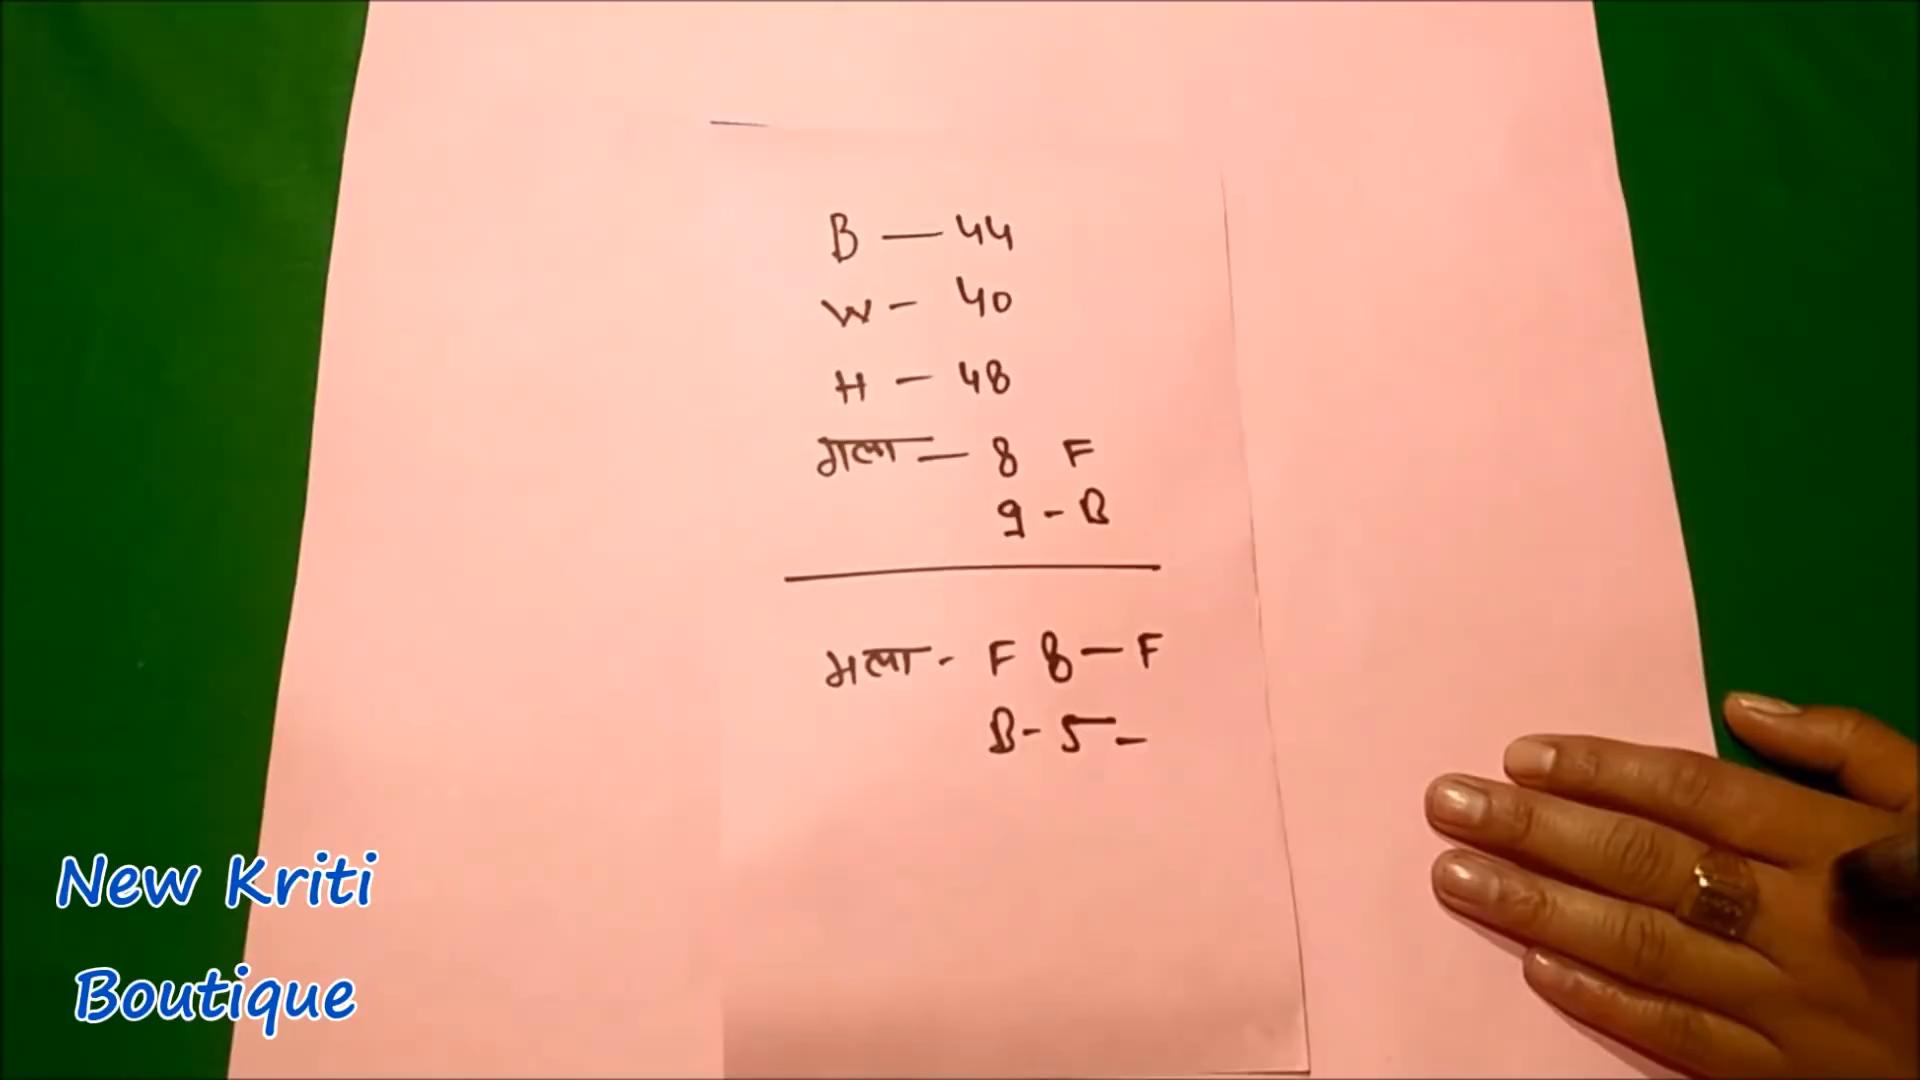 B — 44
W - 40
H - 48
गला — 8 F
9 - B
गला - F 8 — F
B - 5 -
New Kriti
Boutique